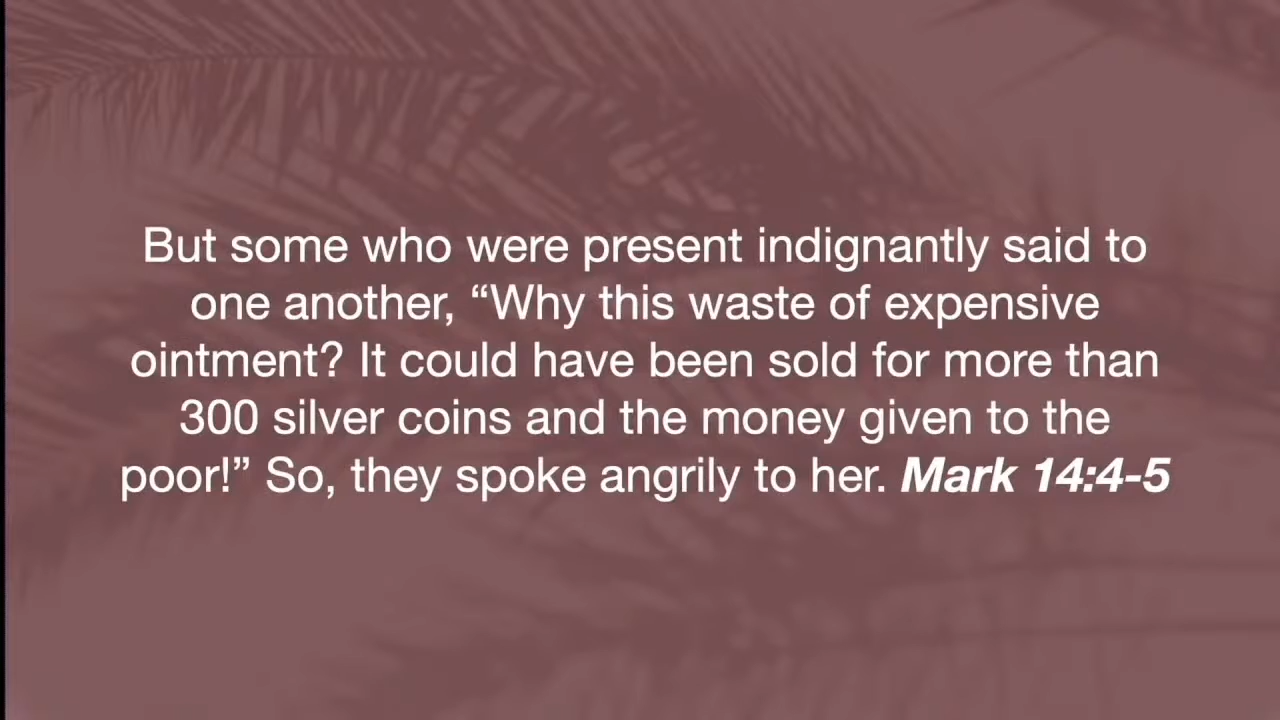 But some who were present indignantly said to
one another, “Why this waste of expensive
ointment? It could have been sold for more than
300 silver coins and the money given to the
poor!” So, they spoke angrily to her. Mark 14:4-5